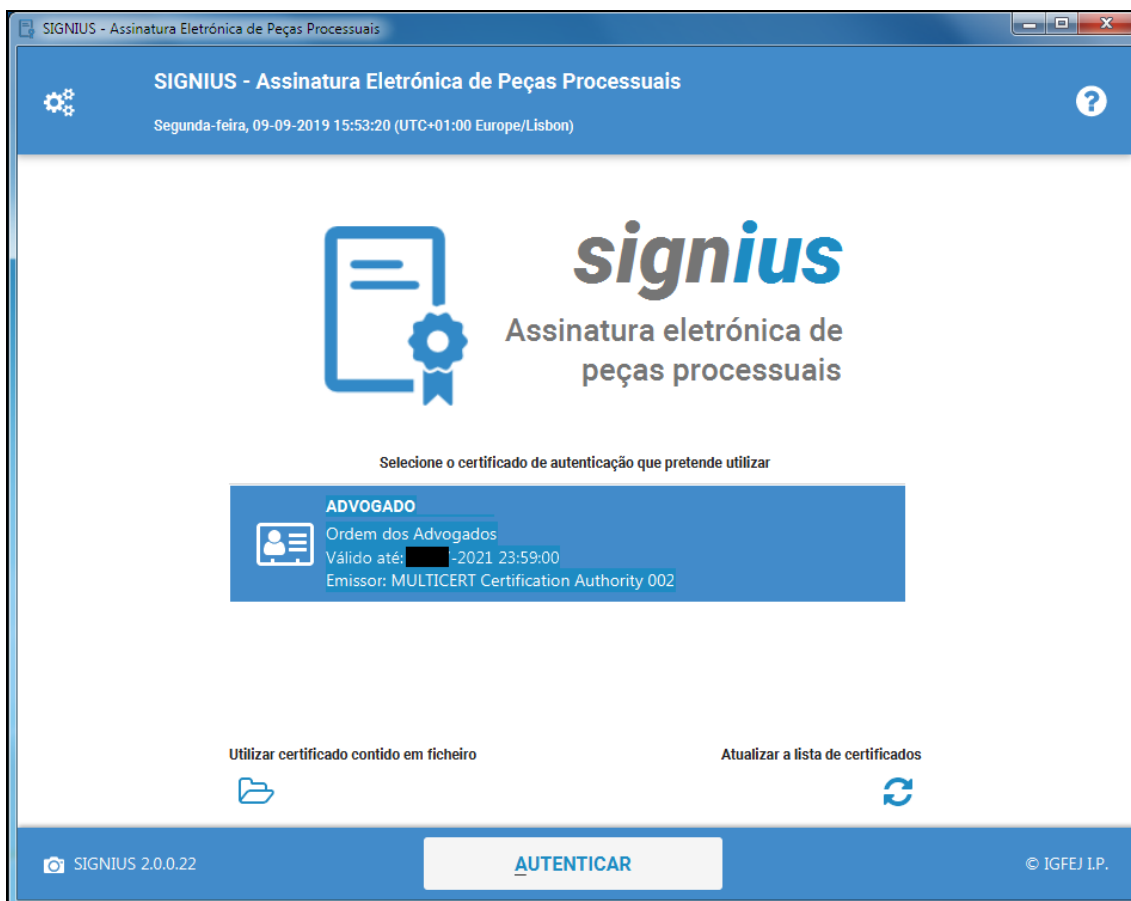 SIGNIUS - Assinatura Eletrónica de Peças Processuais
SIGNIUS - Assinatura Eletrónica de Peças Processuais
Segunda-feira, 09-09-2019 15:53:20 (UTC+01:00 Europe/Lisbon)
signius
Assinatura eletrónica de
peças processuais
Selecione o certificado de autenticação que pretende utilizar
ADVOGADO
Ordem dos Advogados
Válido até: -2021 23:59:00
Emissor: MULTICERT Certification Authority 002
Utilizar certificado contido em ficheiro
Atualizar a lista de certificados
SIGNIUS 2.0.0.22
AUTENTICAR
© IGFEJ I.P.